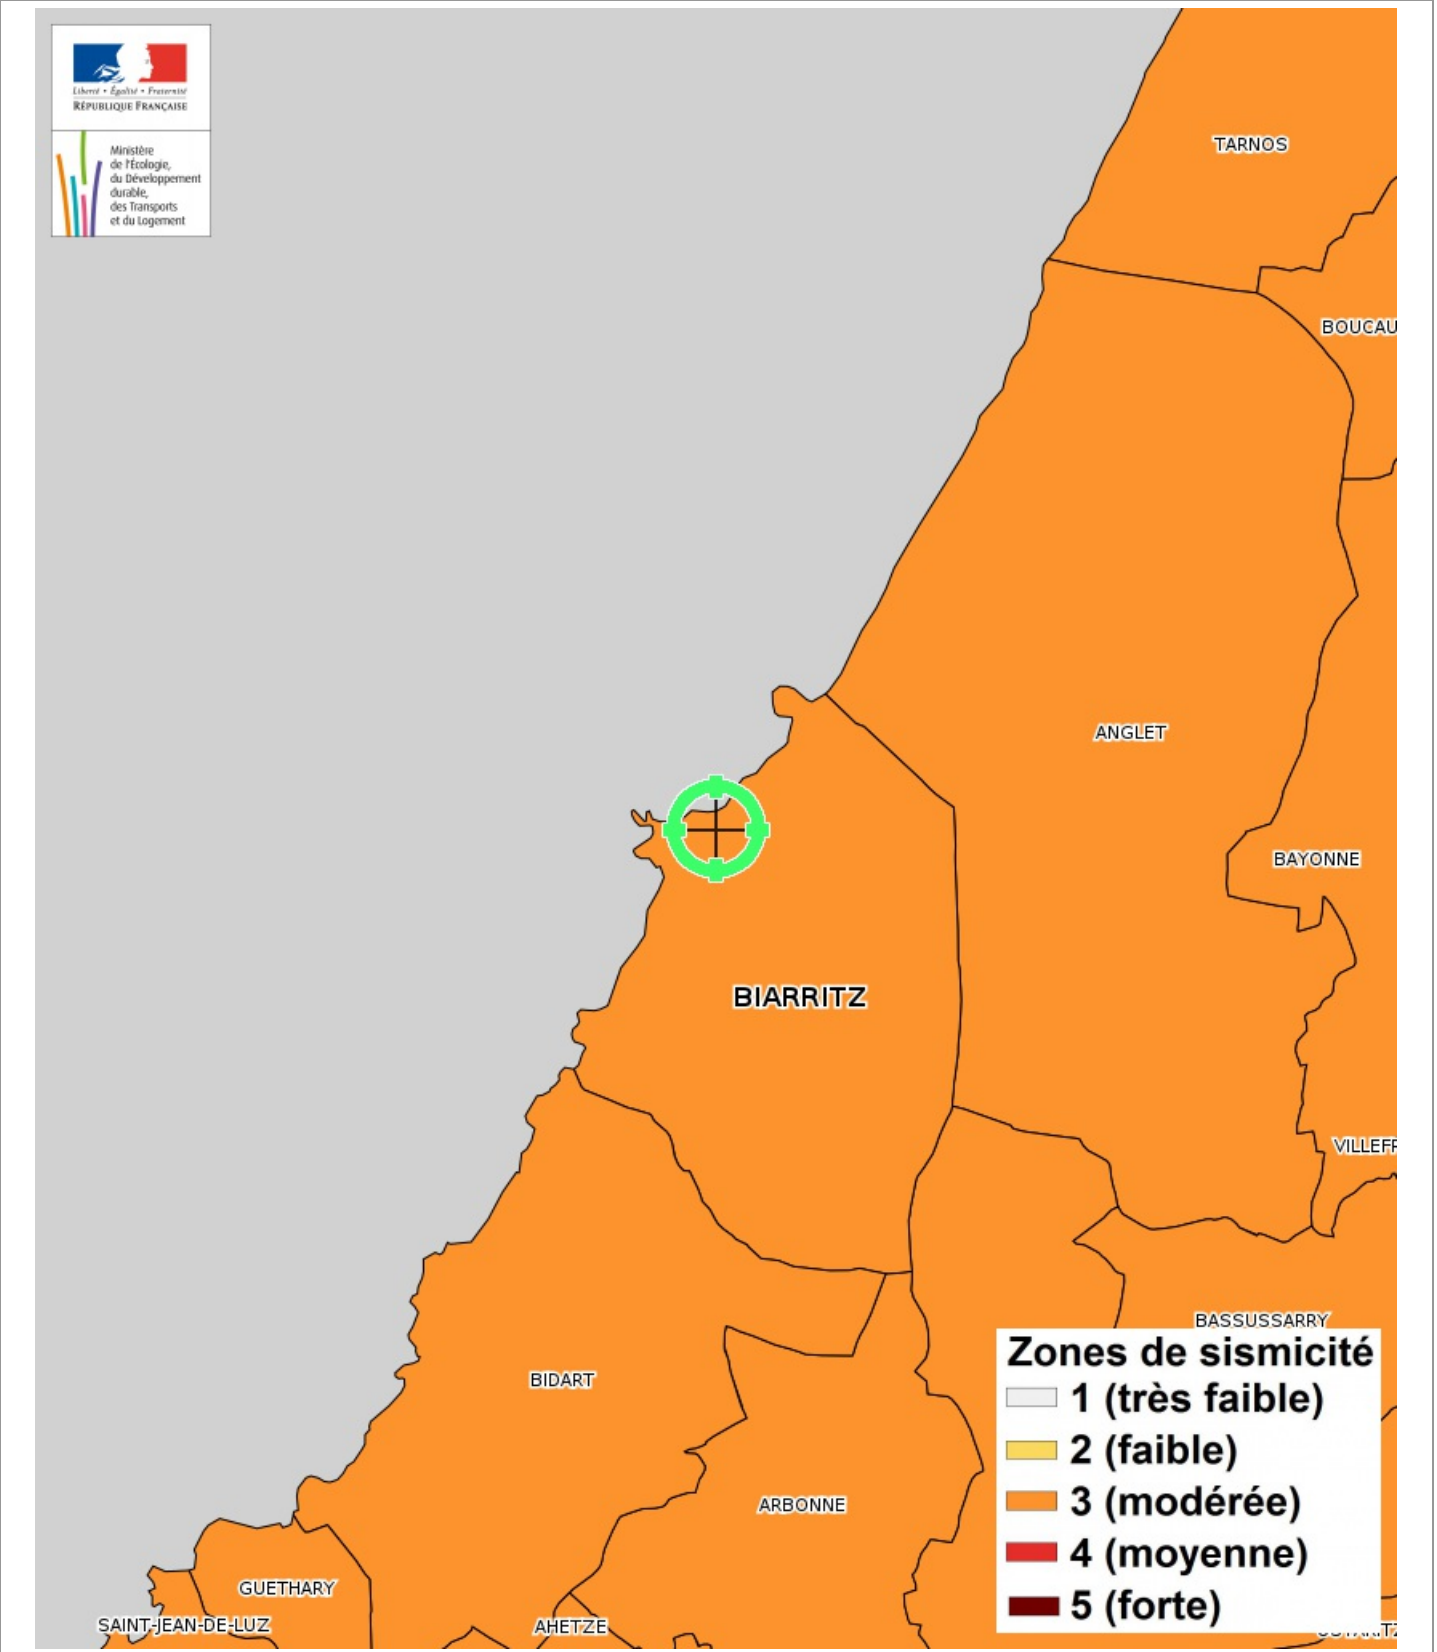 Liberté • Égalité • Fraternité
RÉPUBLIQUE FRANÇAISE
Ministère
de l'Écologie,
du Développement
durable,
des Transports
et du Logement
TARNOS
BOUCAU
ANGLET
BAYONNE
BIARRITZ
VILLEFR
BASSUSSARRY
BIDART
ARBONNE
GUETHARY
SAINT-JEAN-DE-LUZ
AHETZE
Zones de sismicité
1 (très faible)
2 (faible)
3 (modérée)
4 (moyenne)
5 (forte)